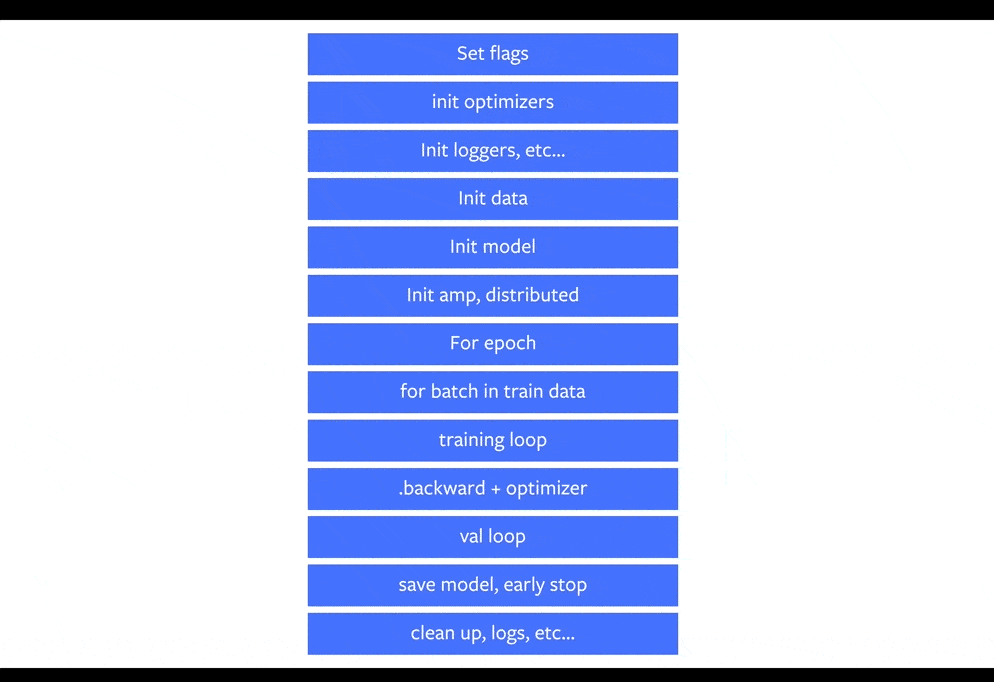 Set flags
init optimizers
Init loggers, etc...
Init data
Init model
Init amp, distributed
For epoch
for batch in train data
training loop
.backward + optimizer
val loop
save model, early stop
clean up, logs, etc...